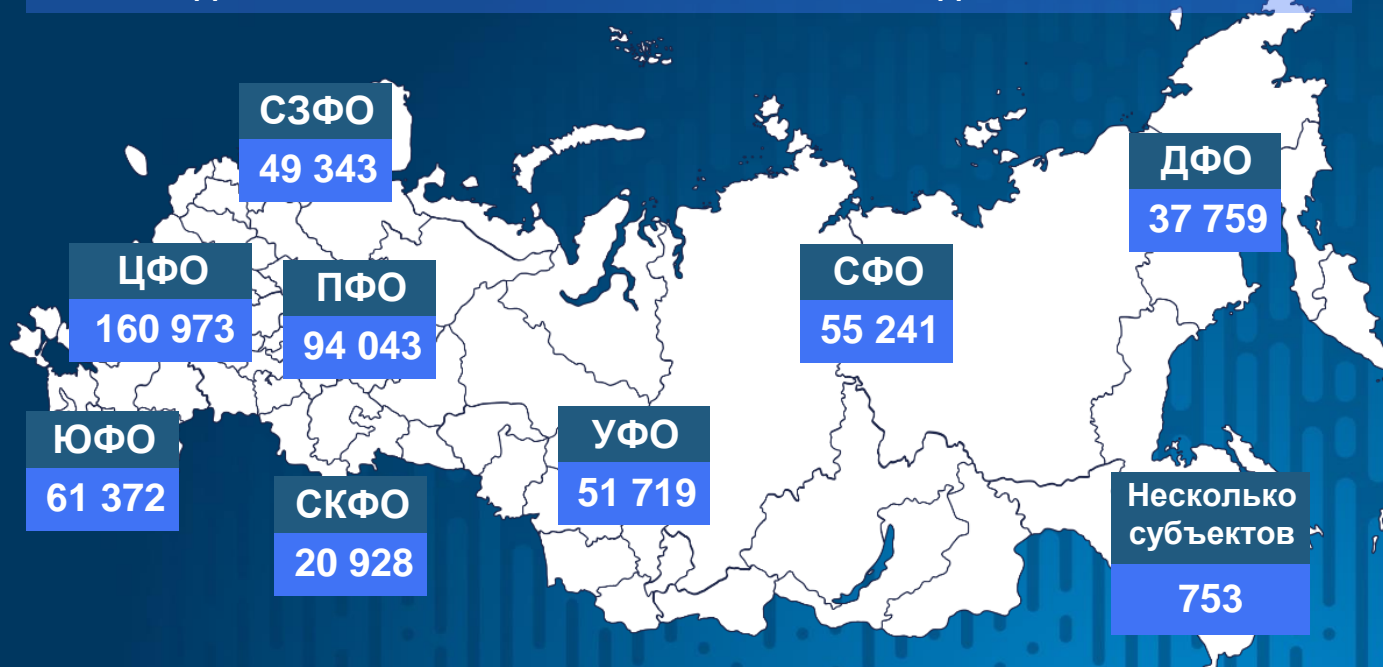 СЗФО
49 343
ДФО
37 759
ЦФО
160 973
ПФО
94 043
СФО
55 241
ЮФО
61 372
УФО
51 719
СКФО
20 928
Несколько
субъектов
753